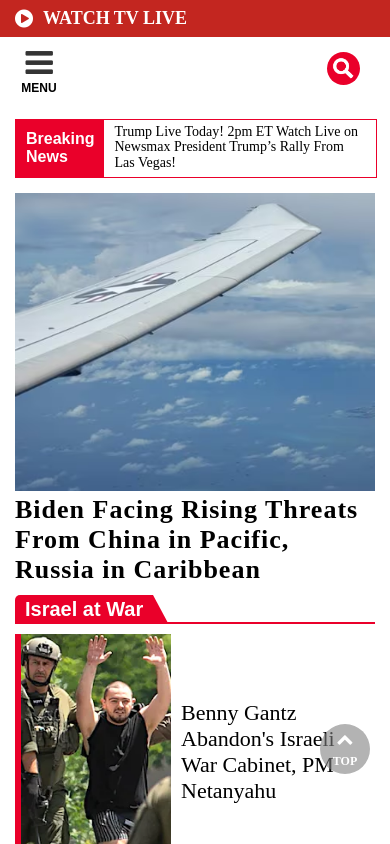 WATCH TV LIVE
MENU
Breaking
News
Trump Live Today! 2pm ET Watch Live on
Newsmax President Trump’s Rally From
Las Vegas!
Biden Facing Rising Threats
From China in Pacific,
Russia in Caribbean
Israel at War
Benny Gantz
Abandon's Israeli
War Cabinet, PM
Netanyahu
TOP